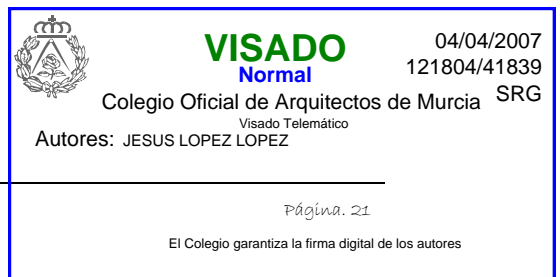 VISADO
04/04/2007
Normal
121804/41839
Colegio Oficial de Arquitectos de Murcia
SRG
Visado Telemático
Autores: JESUS LOPEZ LOPEZ
Página. 21
El Colegio garantiza la firma digital de los autores